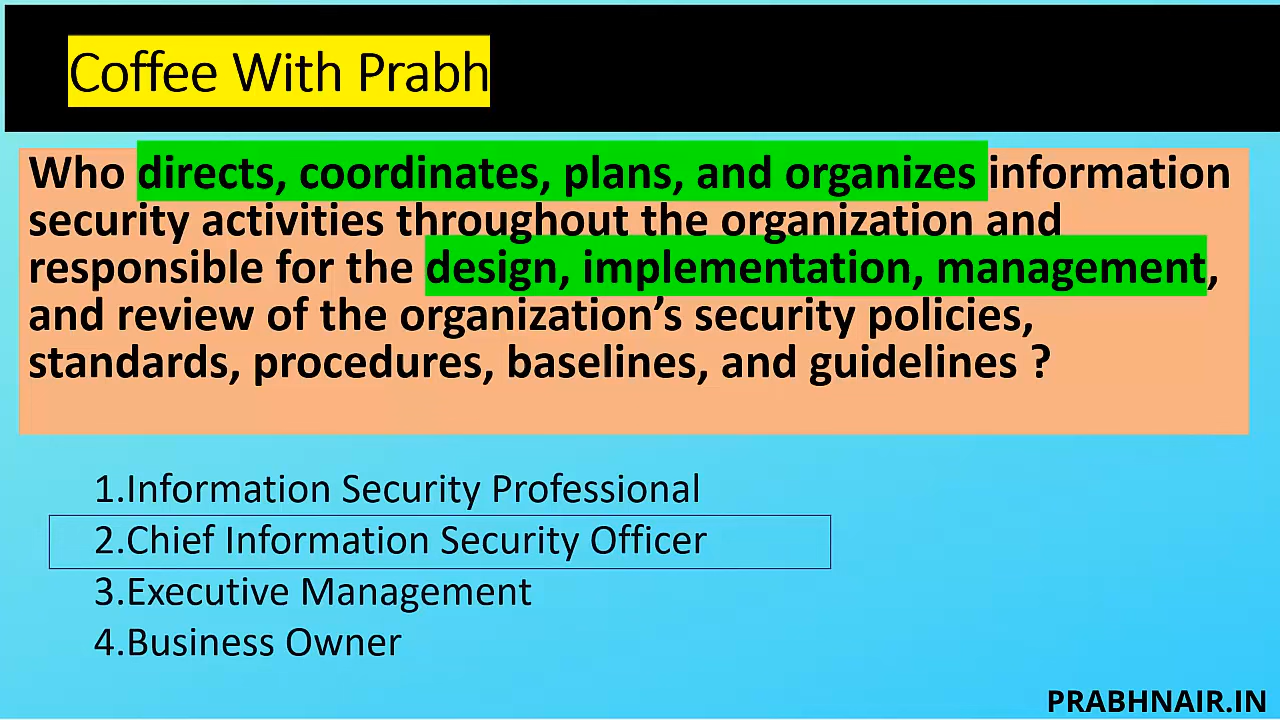 Coffee With Prabh
Who directs, coordinates, plans, and organizes information
security activities throughout the organization and
responsible for the design, implementation, management,
and review of the organization’s security policies,
standards, procedures, baselines, and guidelines ?
1.Information Security Professional
2.Chief Information Security Officer
3.Executive Management
4.Business Owner
PRABHNAIR.IN